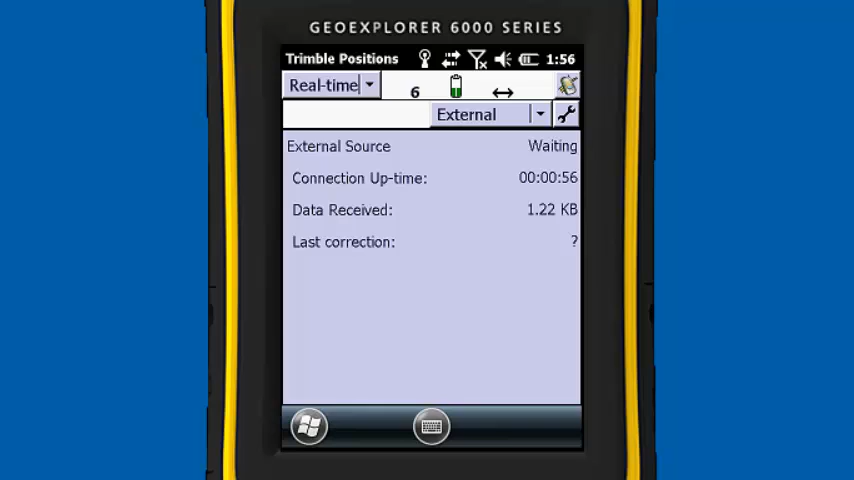 GEOEXPLORER 6000 SERIES
Trimble Positions 1:56
Real-time 6
External
External Source Waiting
Connection Up-time: 00:00:56
Data Received: 1.22 KB
Last correction: ?